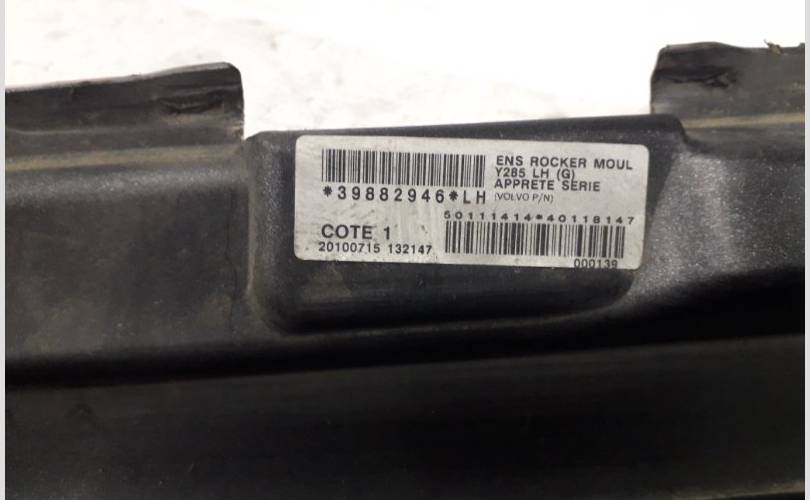 ENS ROCKER MOUL
Y285 LH (G)
APPRETE SERIE
*39882946*LH
(VOLVO P/N)
50111414*40118147
COTE 1
20100715 132147
000139